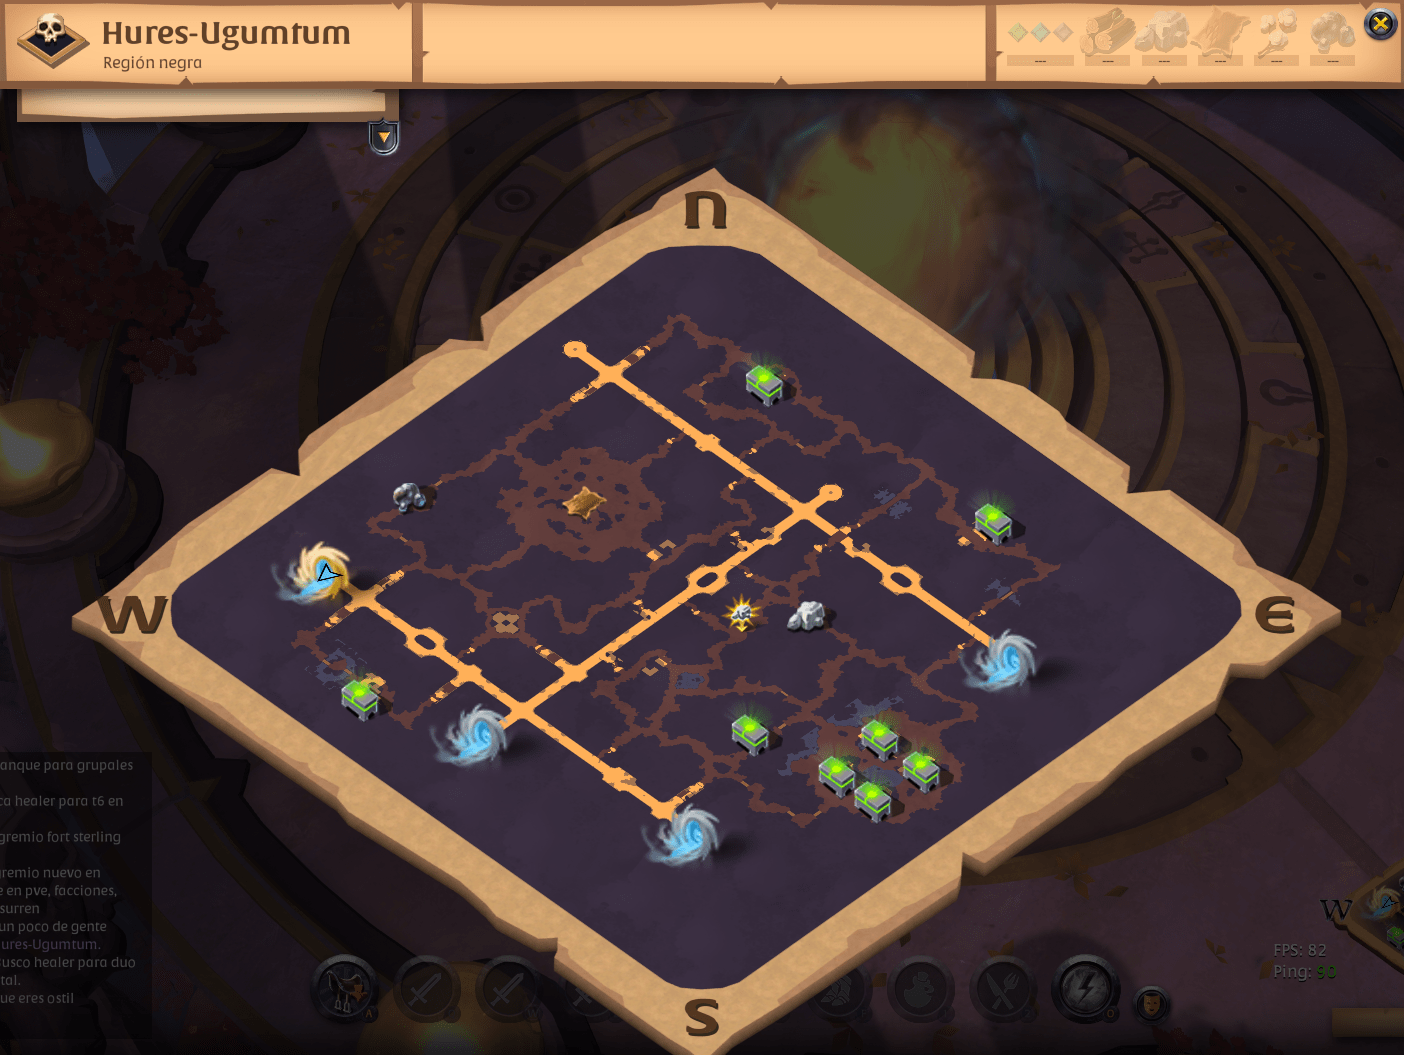 Hures-Ugumtum
Región negra
---
---
---
---
---
---
N
W
E
S
anque para grupales
ca healer para t6 en
gremio fort sterling
gremio nuevo en
e en pve, facciones,
surren
un poco de gente
ures-Ugumtum.
usco healer para duo
tal.
ue eres ostil
A
O
W
FPS: 82
Ping: 90